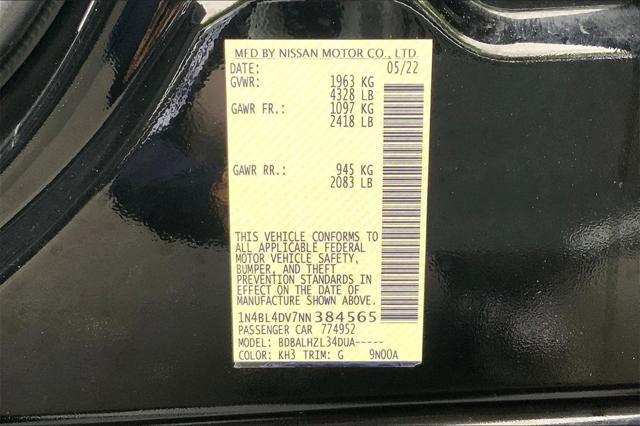 MFD BY NISSAN MOTOR CO., LTD.
DATE: 05/22
GVWR: 1963 KG
4328 LB
GAWR FR.: 1097 KG
2418 LB
GAWR RR.: 945 KG
2083 LB
THIS VEHICLE CONFORMS TO
ALL APPLICABLE FEDERAL
MOTOR VEHICLE SAFETY,
BUMPER, AND THEFT
PREVENTION STANDARDS IN
EFFECT ON THE DATE OF
MANUFACTURE SHOWN ABOVE.
1N4BL4DV7NN384565
PASSENGER CAR 774952
MODEL: BDBALHZL34DUA-----
COLOR: KH3 TRIM: G 9N00A